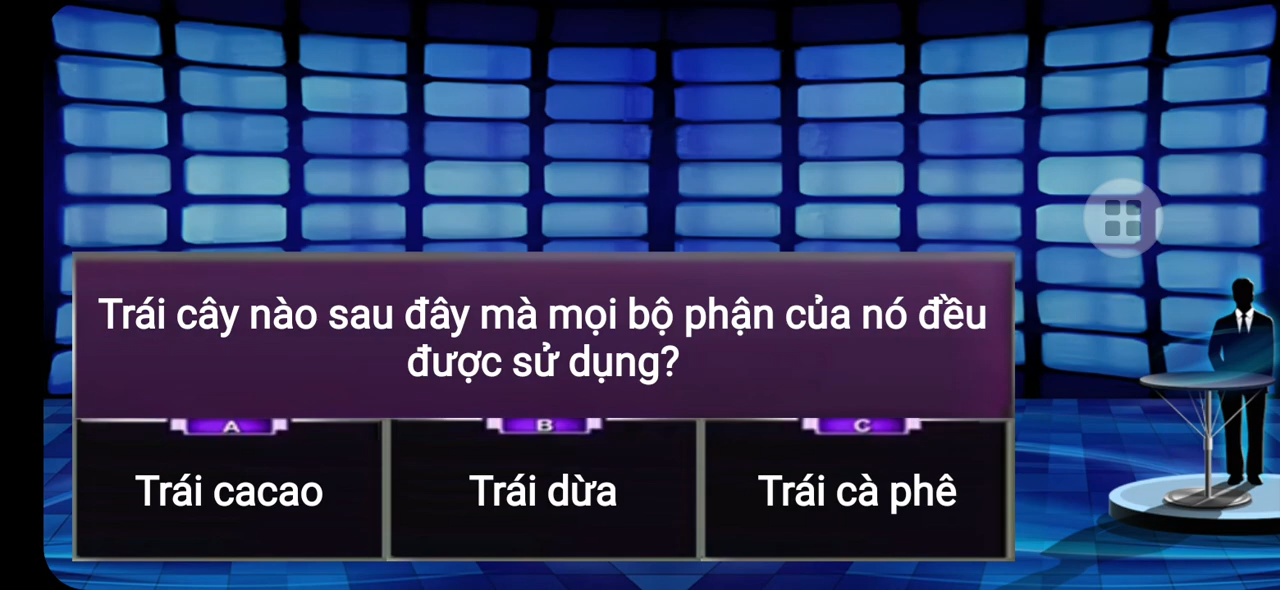 Trái cây nào sau đây mà mọi bộ phận của nó đều
được sử dụng?
A
B
C
Trái cacao
Trái dừa
Trái cà phê